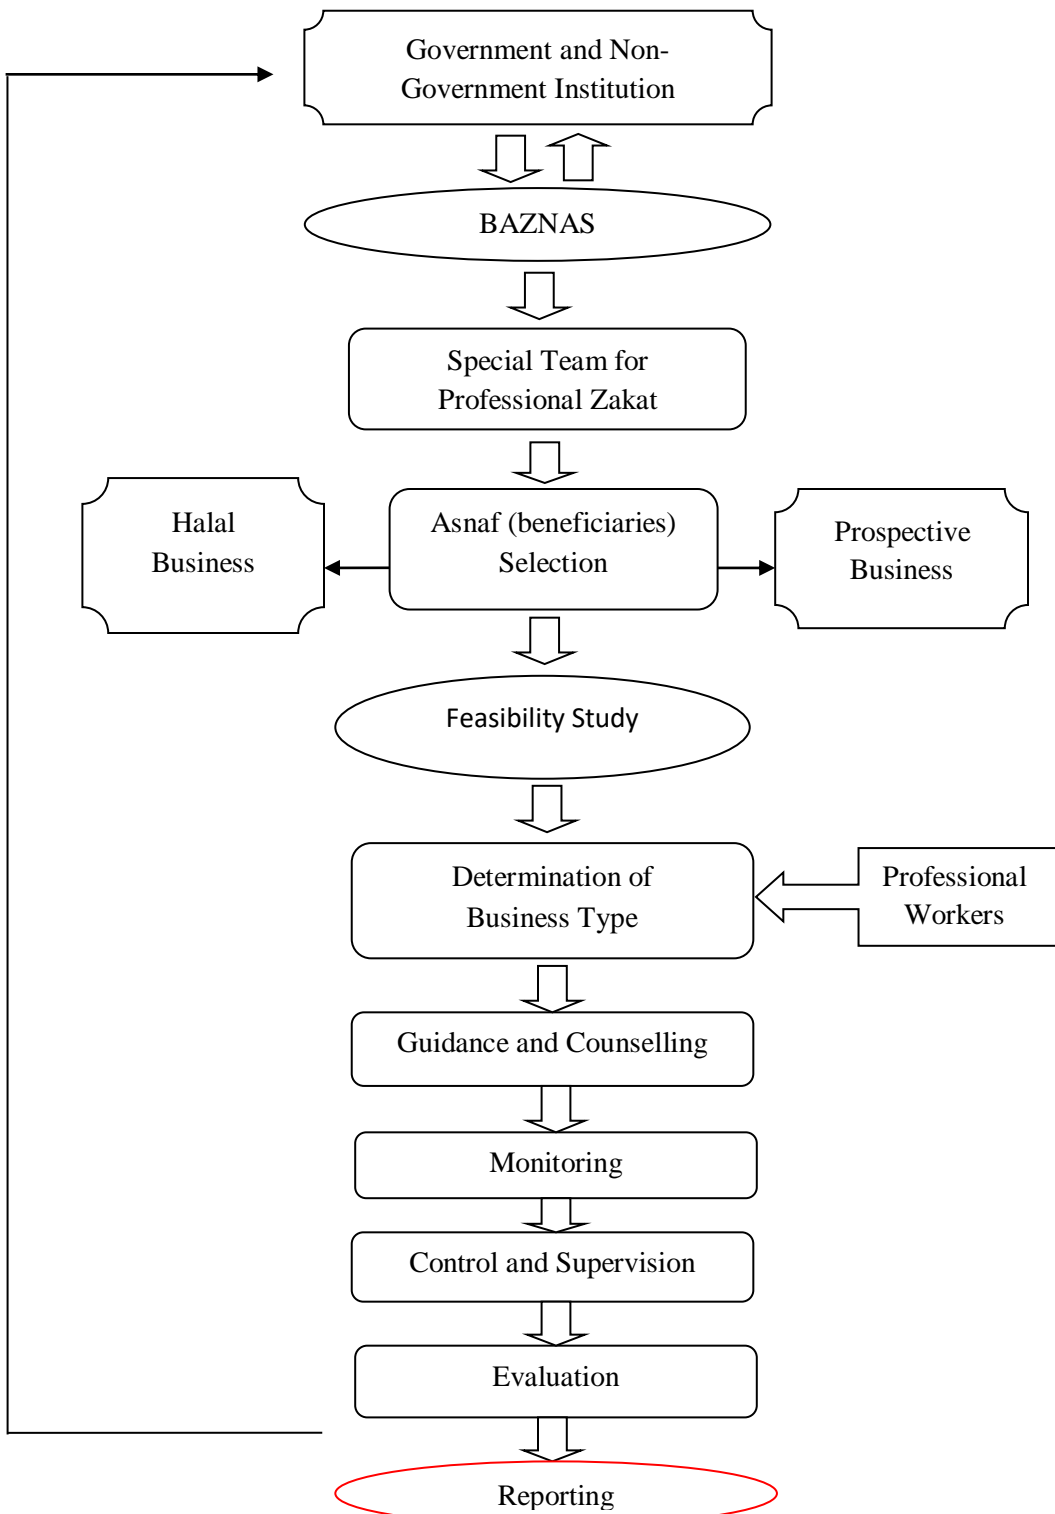 Government and Non-
Government Institution
BAZNAS
Special Team for
Professional Zakat
Halal
Business
Asnaf (beneficiaries)
Selection
Prospective
Business
Feasibility Study
Determination of
Business Type
Professional
Workers
Guidance and Counselling
Monitoring
Control and Supervision
Evaluation
Reporting